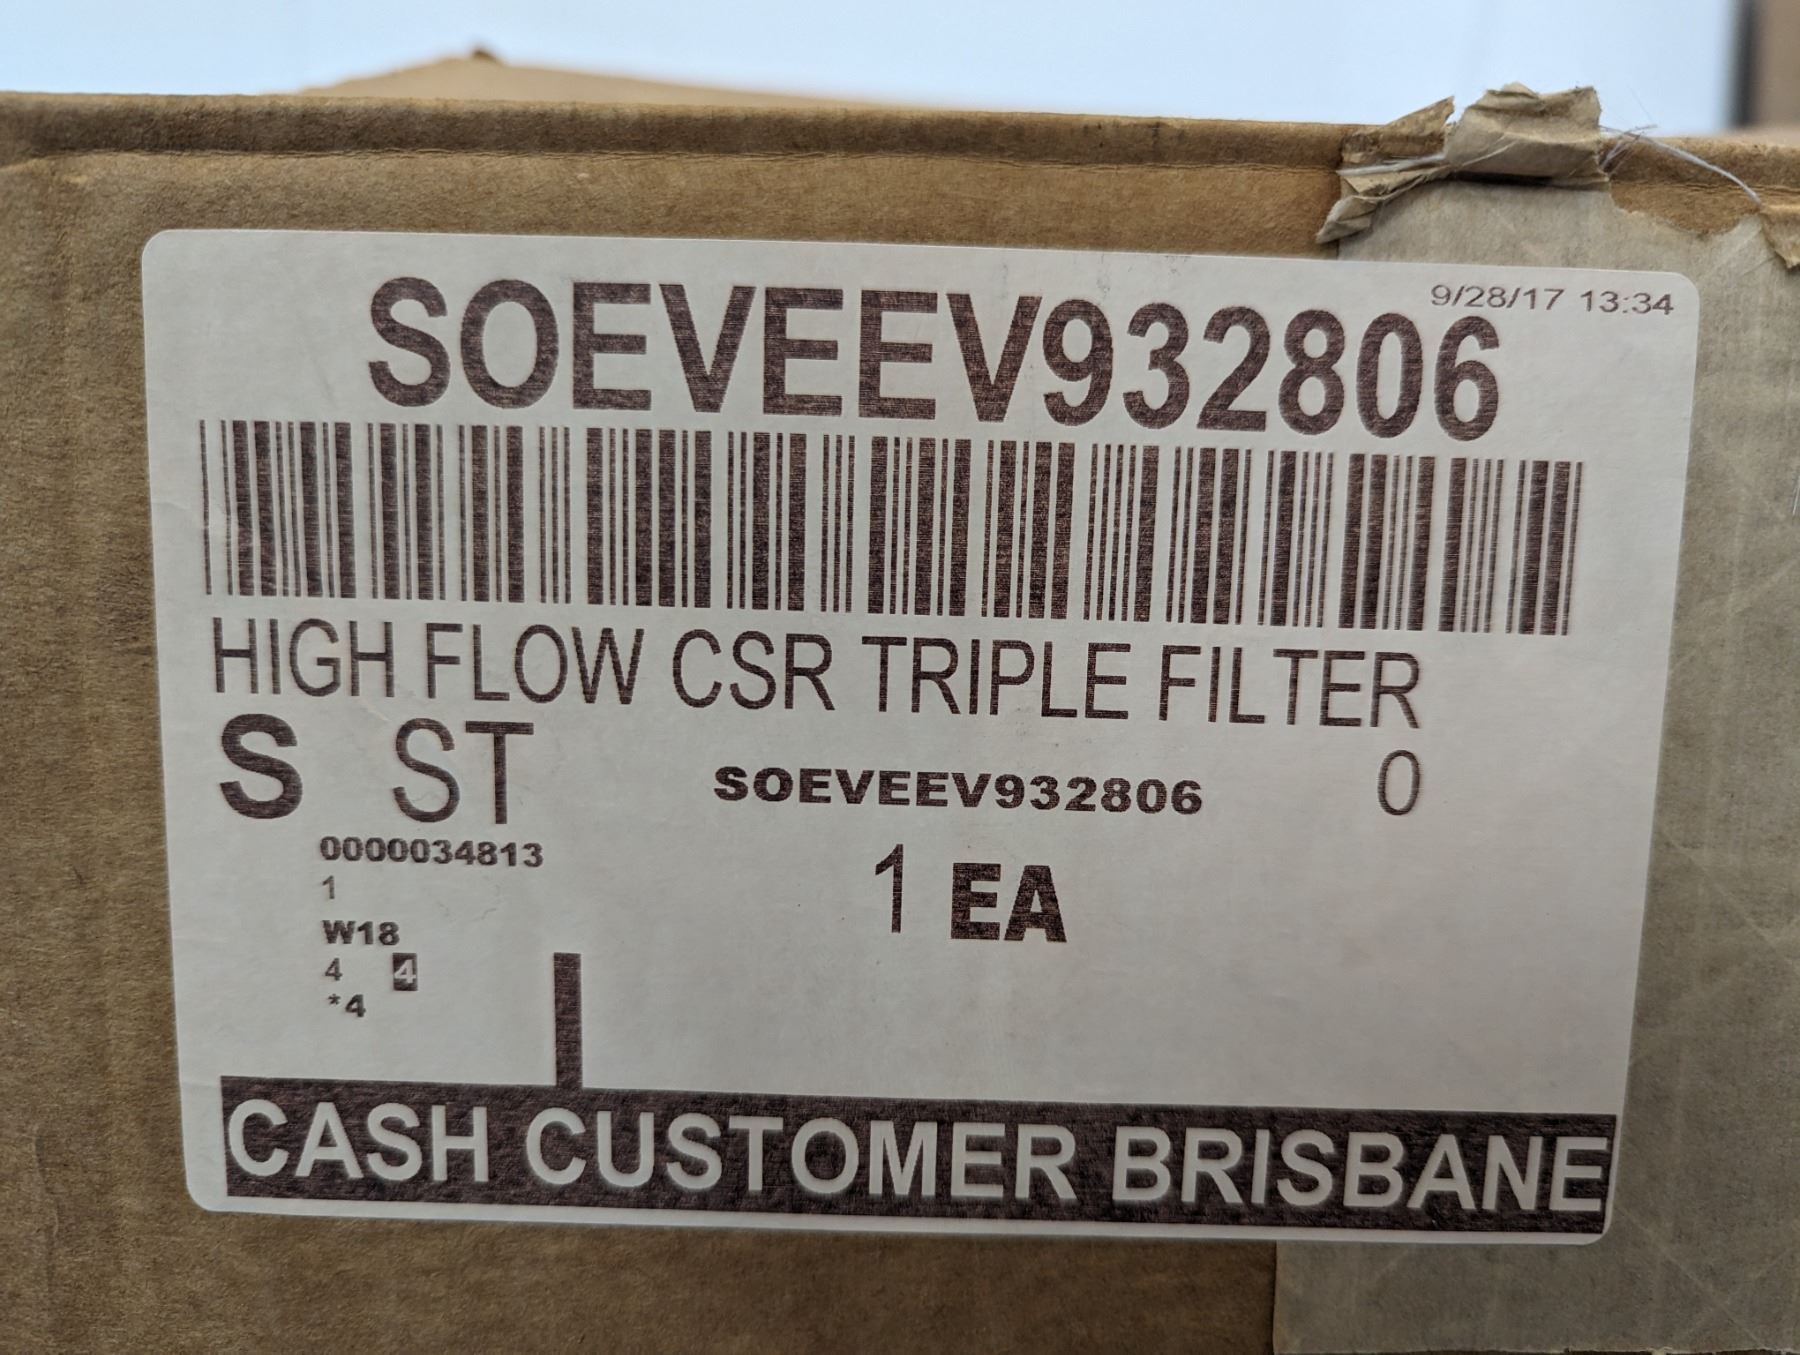 9/28/17 13:34
SOEVEEV932806
HIGH FLOW CSR TRIPLE FILTER
S ST SOEVEEV932806 0
0000034813
1
1 EA
W18
4 4
*4
CASH CUSTOMER BRISBANE